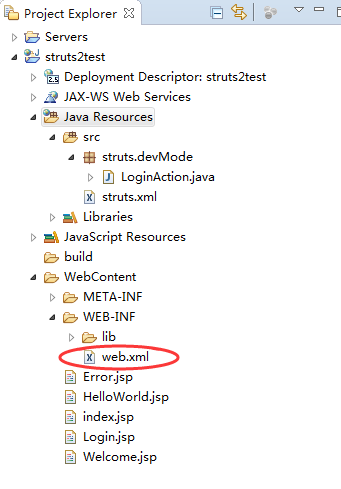 Project Explorer
Servers
struts2test
Deployment Descriptor: struts2test
JAX-WS Web Services
Java Resources
src
struts.devMode
LoginAction.java
struts.xml
Libraries
JavaScript Resources
build
WebContent
META-INF
WEB-INF
lib
web.xml
Error.jsp
HelloWorld.jsp
index.jsp
Login.jsp
Welcome.jsp